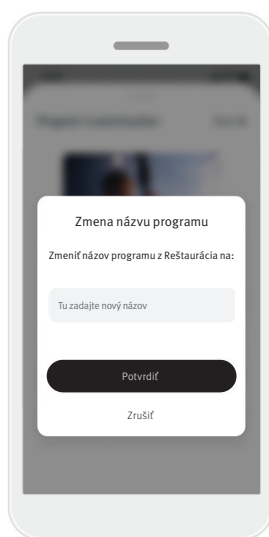 Zmena názvu programu
Zmeniť názov programu z Reštaurácia na:
Tu zadajte nový názov
Potvrdiť
Zrušiť